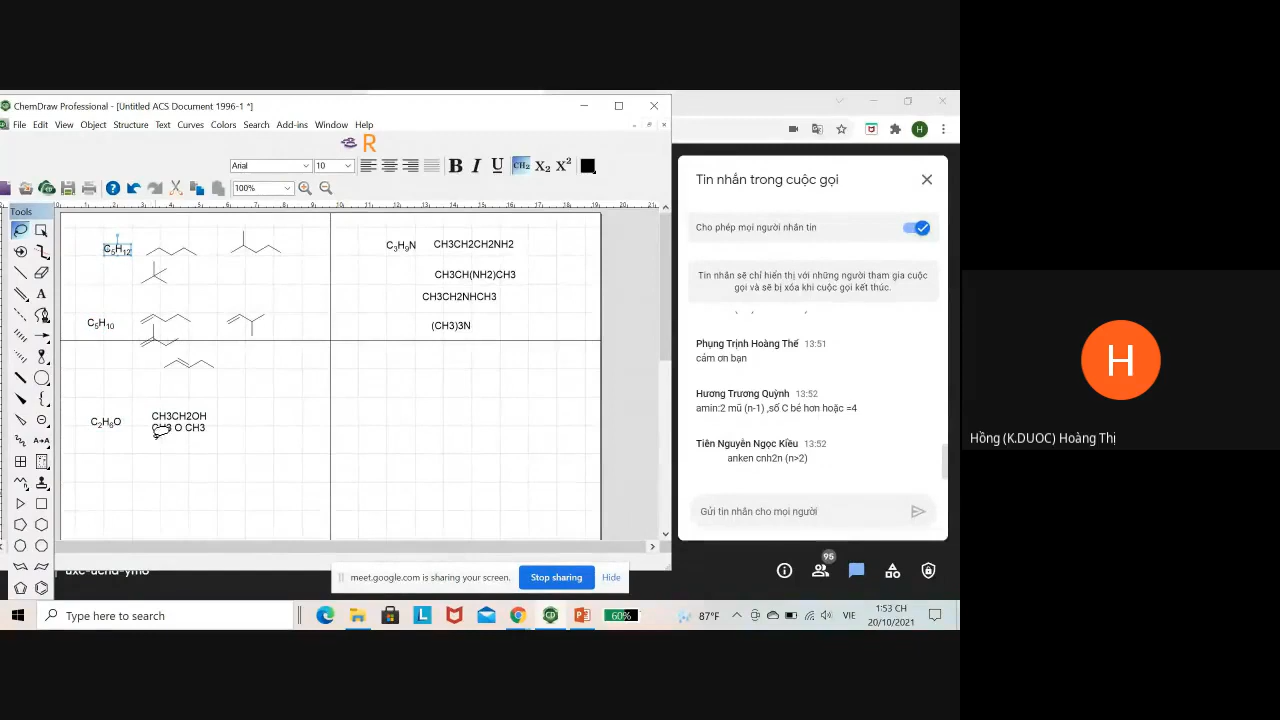 ChemDraw Professional - [Untitled ACS Document 1996-1 *]
File Edit View Object Structure Text Curves Colors Search Add-ins Window Help
R
Arial 10 B I U CH₂ X₂ X²
100%
Tools
C₅H₁₂
C₅H₁₀
C₂H₆O CH3CH2OH
CH3 O CH3
C₃H₉N CH3CH2CH2NH2
CH3CH(NH2)CH3
CH3CH2NHCH3
(CH3)3N
A
meet.google.com is sharing your screen. Stop sharing Hide
H
Tin nhắn trong cuộc gọi
Cho phép mọi người nhắn tin
Tin nhắn sẽ chỉ hiển thị với những người tham gia cuộc
gọi và sẽ bị xóa khi cuộc gọi kết thúc.
Phụng Trịnh Hoàng Thế 13:51
cảm ơn bạn
Hương Trương Quỳnh 13:52
amin:2 mũ (n-1) ,số C bé hơn hoặc =4
Tiên Nguyễn Ngọc Kiều 13:52
anken cnh2n (n>2)
Gửi tin nhắn cho mọi người
95
H
Hồng (K.DUOC) Hoàng Thị
Type here to search
60%
87°F
VIE
1:53 CH
20/10/2021